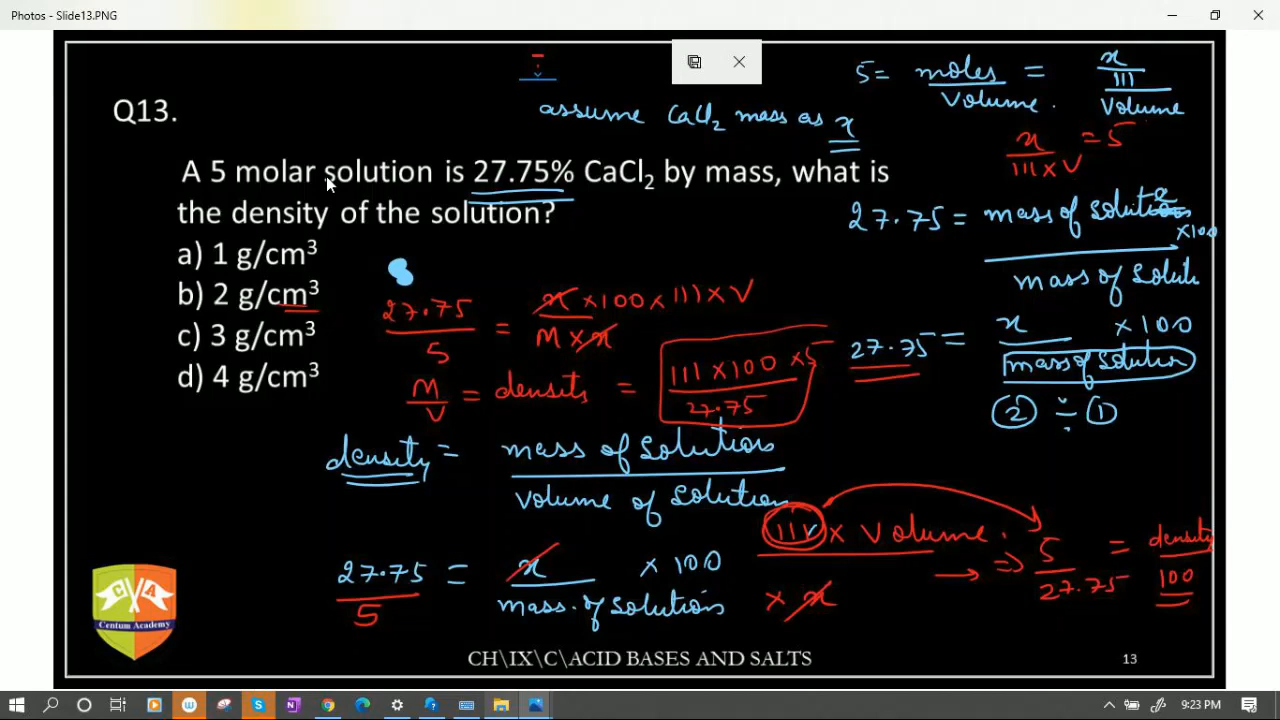 Photos - Slide13.PNG
Q13.
A 5 molar solution is 27.75% CaCl₂ by mass, what is
the density of the solution?
a) 1 g/cm³
b) 2 g/cm³
c) 3 g/cm³
d) 4 g/cm³
assume CaCl₂ mass as x
5 = moles / Volume. = x / 111 / Volume
x / 111 x V = 5
27.75 = mass of solution x 100 / mass of solute
27.75 = x / mass of solution x 100
② ÷ ①
27.75 / 5 = x x 100 x 111 x V / M x x
M / V = density = 111 x 100 x 5 / 27.75
density = mass of solution / volume of solution
27.75 / 5 = x / mass of solution x 100 x 111 x Volume. / x
⇒ 5 / 27.75 = density / 100
Centum Academy
CH\IX\C\ACID BASES AND SALTS
13
9:23 PM